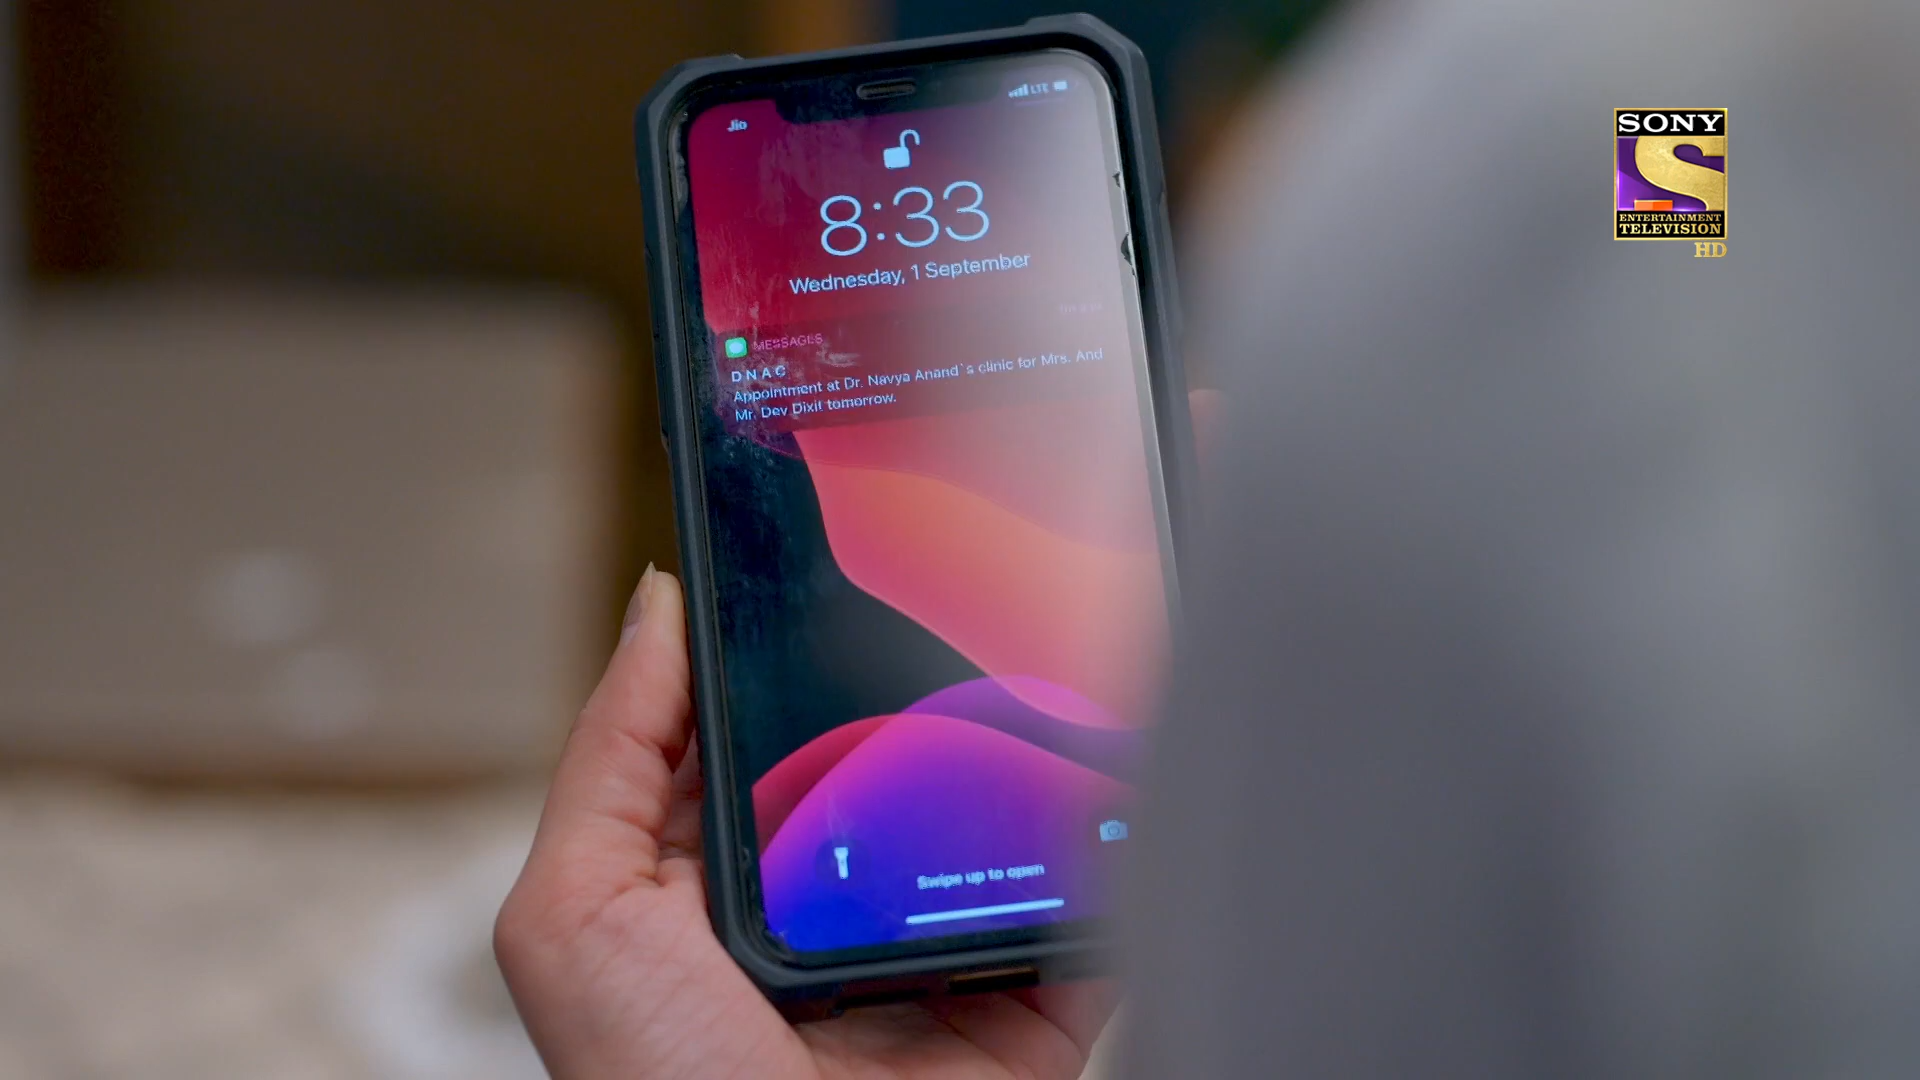 Jio
LTE
8:33
Wednesday, 1 September
MESSAGES
D N A C
Appointment at Dr. Navya Anand`s clinic for Mrs. And
Mr. Dev Dixit tomorrow.
Swipe up to open
SONY
S
ENTERTAINMENT
TELEVISION
HD